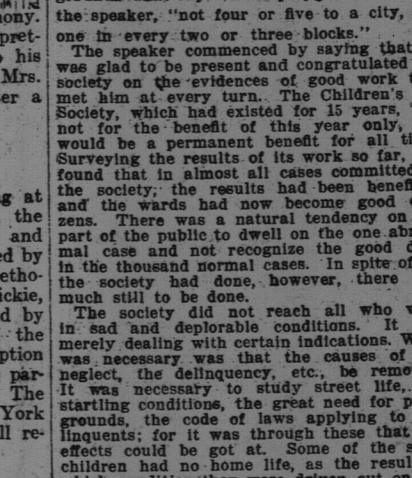 mony.
pret-
his
Mrs.
er a
g at
the
and
ed by
etho-
ickie,
d by
the
ption
par-
The
York
ll re-
the speaker, "not four or five to a city,
one in every two or three blocks."
The speaker commenced by saying that
was glad to be present and congratulated
society on the evidences of good work t
met him at every turn. The Children's
Society, which had existed for 15 years,
not for the benefit of this year only,
would be a permanent benefit for all ti
Surveying the results of its work so far,
found that in almost all cases committed
the society, the results had been benef
and the wards had now become good c
zens. There was a natural tendency on
part of the public to dwell on the one abn
mal case and not recognize the good d
in the thousand normal cases. In spite of
the society had done, however, there
much still to be done.
The society did not reach all who w
in sad and deplorable conditions. It
merely dealing with certain indications. W
was necessary was that the causes of
neglect, the delinquency, etc., be remo
It was necessary to study street life,
startling conditions, the great need for p
grounds, the code of laws applying to
linquents; for it was through these that
effects could be got at. Some of the s
children had no home life, as the resul